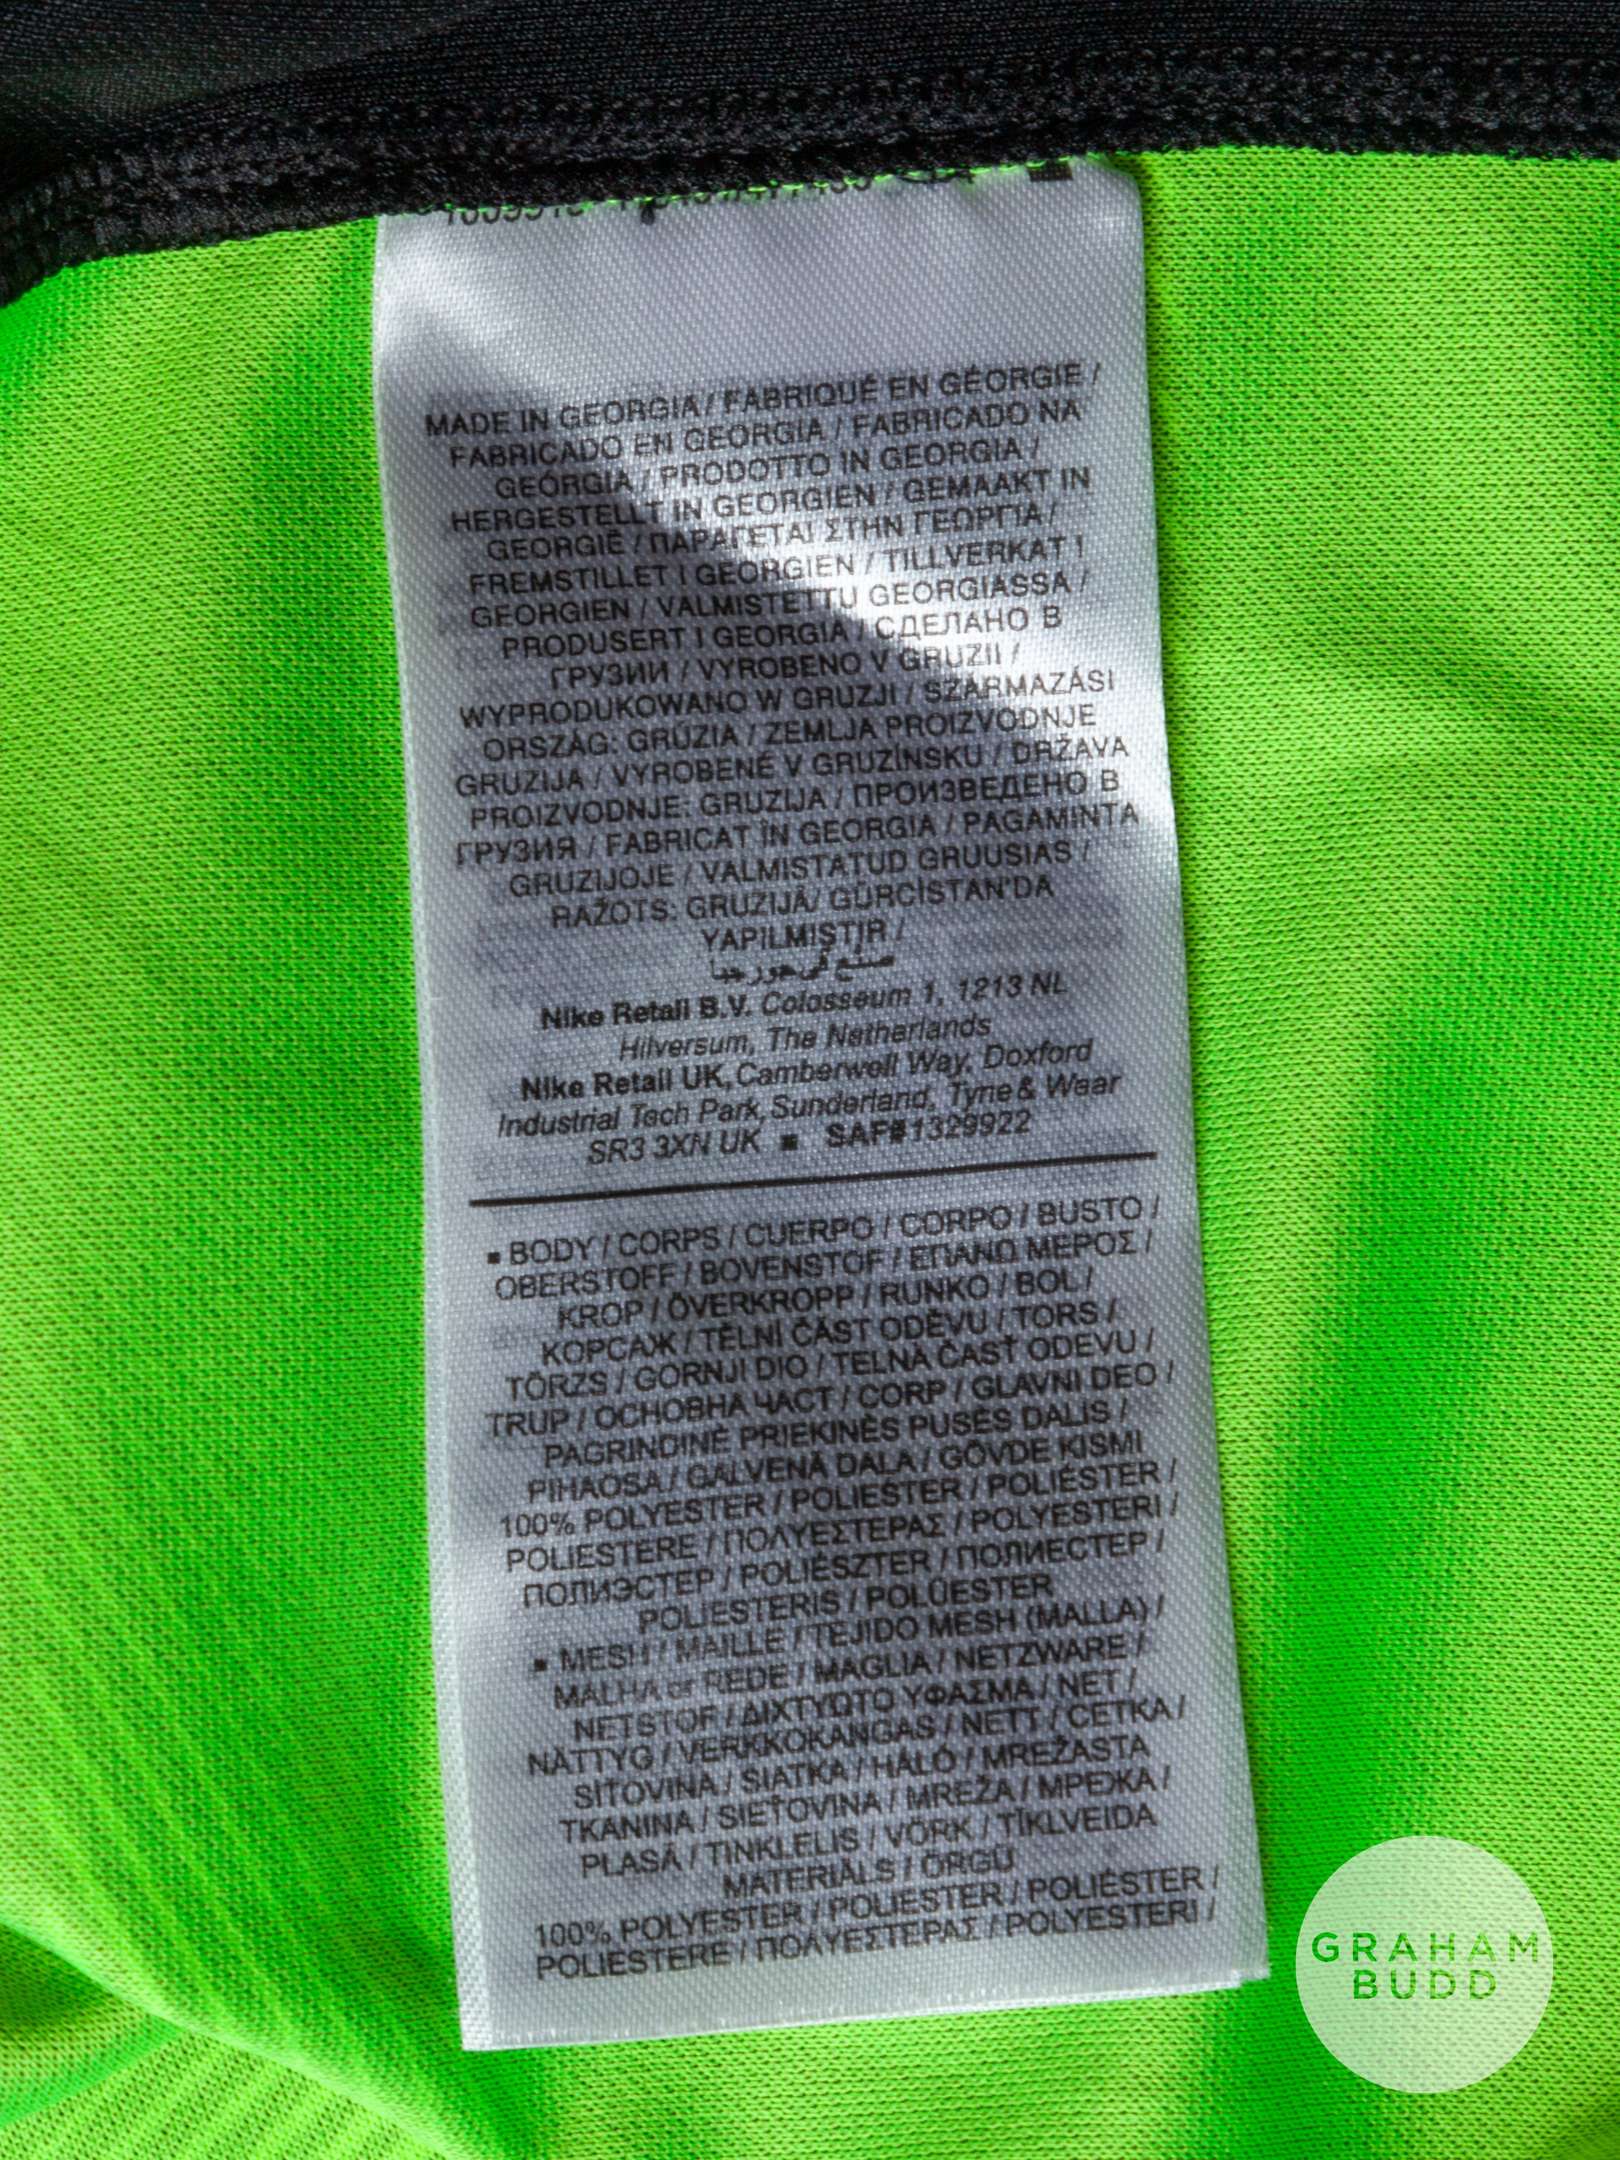 MADE IN GEORGIA / FABRIQUÉ EN GÉORGIE /
FABRICADO EN GEORGIA / FABRICADO NA
GEÓRGIA / PRODOTTO IN GEORGIA /
HERGESTELLT IN GEORGIEN / GEMAAKT IN
GEORGIË / ΠΑΡΑΓΕΤΑΙ ΣΤΗΝ ΓΕΩΡΓΙΑ /
FREMSTILLET I GEORGIEN / TILLVERKAT I
GEORGIEN / VALMISTETTU GEORGIASSA /
PRODUSERT I GEORGIA / СДЕЛАНО В
ГРУЗИИ / VYROBENO V GRUZII /
WYPRODUKOWANO W GRUZJI / SZÁRMAZÁSI
ORSZÁG: GRÚZIA / ZEMLJA PROIZVODNJE
GRUZIJA / VYROBENÉ V GRUZÍNSKU / DRŽAVA
PROIZVODNJE: GRUZIJA / ПРОИЗВЕДЕНО В
ГРУЗИЯ / FABRICAT ÎN GEORGIA / PAGAMINTA
GRUZIJOJE / VALMISTATUD GRUUSIAS /
RAŽOTS: GRUZIJĀ/ GÜRCİSTAN'DA
YAPILMIŞTIR /
صنع في جورجيا
Nike Retail B.V. Colosseum 1, 1213 NL
Hilversum, The Netherlands
Nike Retail UK, Camberwell Way, Doxford
Industrial Tech Park, Sunderland, Tyne & Wear
SR3 3XN UK ■ SAF#1329922
▪ BODY / CORPS / CUERPO / CORPO / BUSTO /
OBERSTOFF / BOVENSTOF / ΕΠΑΝΩ ΜΕΡΟΣ /
KROP / ÖVERKROPP / RUNKO / BOL /
КОРСАЖ / TĚLNÍ ČÁST ODĚVU / TORS /
TÖRZS / GORNJI DIO / TELNÁ ČASŤ ODEVU /
TRUP / ОСНОВНА ЧАСТ / CORP / GLAVNI DEO /
PAGRINDINĖ PRIEKINĖS PUSĖS DALIS /
PIHAOSA / GALVENĀ DAĻA / GÖVDE KISMI
100% POLYESTER / POLIESTER / POLIÉSTER /
POLIESTERE / ΠΟΛΥΕΣΤΕΡΑΣ / POLYESTERI /
ПОЛИЭСТЕР / POLIÉSZTER / ПОЛИЕСТЕР /
POLIESTERIS / POLÜESTER
▪ MESH / MAILLE / TEJIDO MESH (MALLA) /
MALHA or REDE / MAGLIA / NETZWARE /
NETSTOF / ΔΙΧΤΥΩΤΟ ΥΦΑΣΜΑ / NET /
NÄTTYG / VERKKOKANGAS / NETT / СЕТКА /
SÍŤOVINA / SIATKA / HÁLÓ / MREŽASTA
TKANINA / SIEŤOVINA / MREŽA / МРЕЖА /
PLASĂ / TINKLELIS / VÕRK / TĪKLVEIDA
MATERIĀLS / ÖRGÜ
100% POLYESTER / POLIESTER / POLIÉSTER /
POLIESTERE / ΠΟΛΥΕΣΤΕΡΑΣ / POLYESTERI /
GRAHAM
BUDD